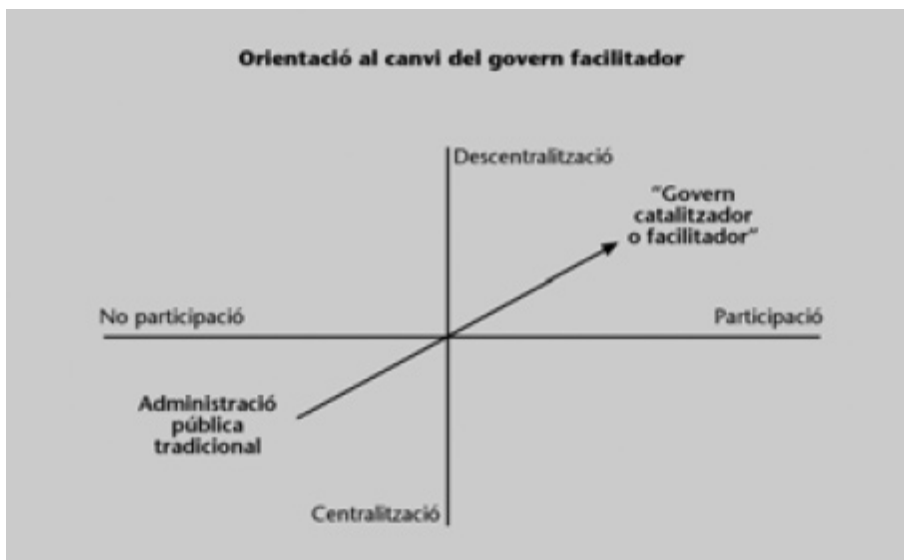 Orientació al canvi del govern facilitador
Descentralització
"Govern
catalitzador
o facilitador"
No participació
Participació
Administració
pública
tradicional
Centralització